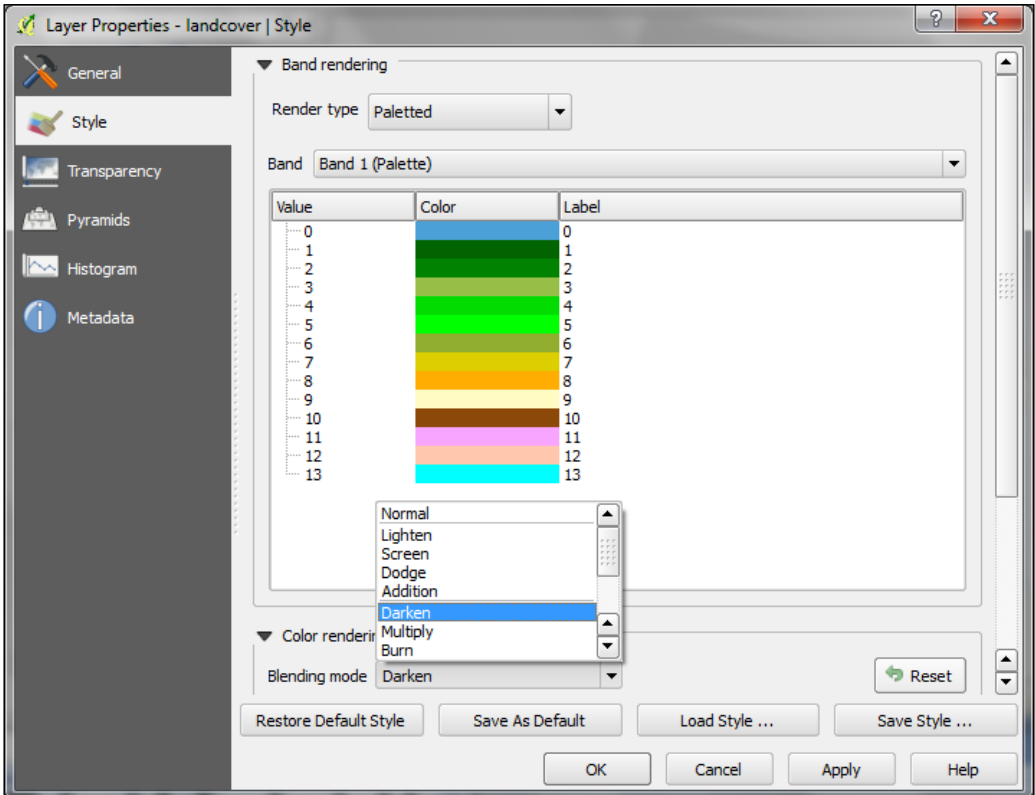 Layer Properties - landcover | Style
?
X
General
Style
Transparency
Pyramids
Histogram
Metadata
Band rendering
Render type Paletted
Band Band 1 (Palette)
Value Color Label
0 0
1 1
2 2
3 3
4 4
5 5
6 6
7 7
8 8
9 9
10 10
11 11
12 12
13 13
Normal
Lighten
Screen
Dodge
Addition
Darken
Multiply
Burn
Color renderin
Blending mode Darken
Reset
Restore Default Style Save As Default Load Style ... Save Style ...
OK Cancel Apply Help